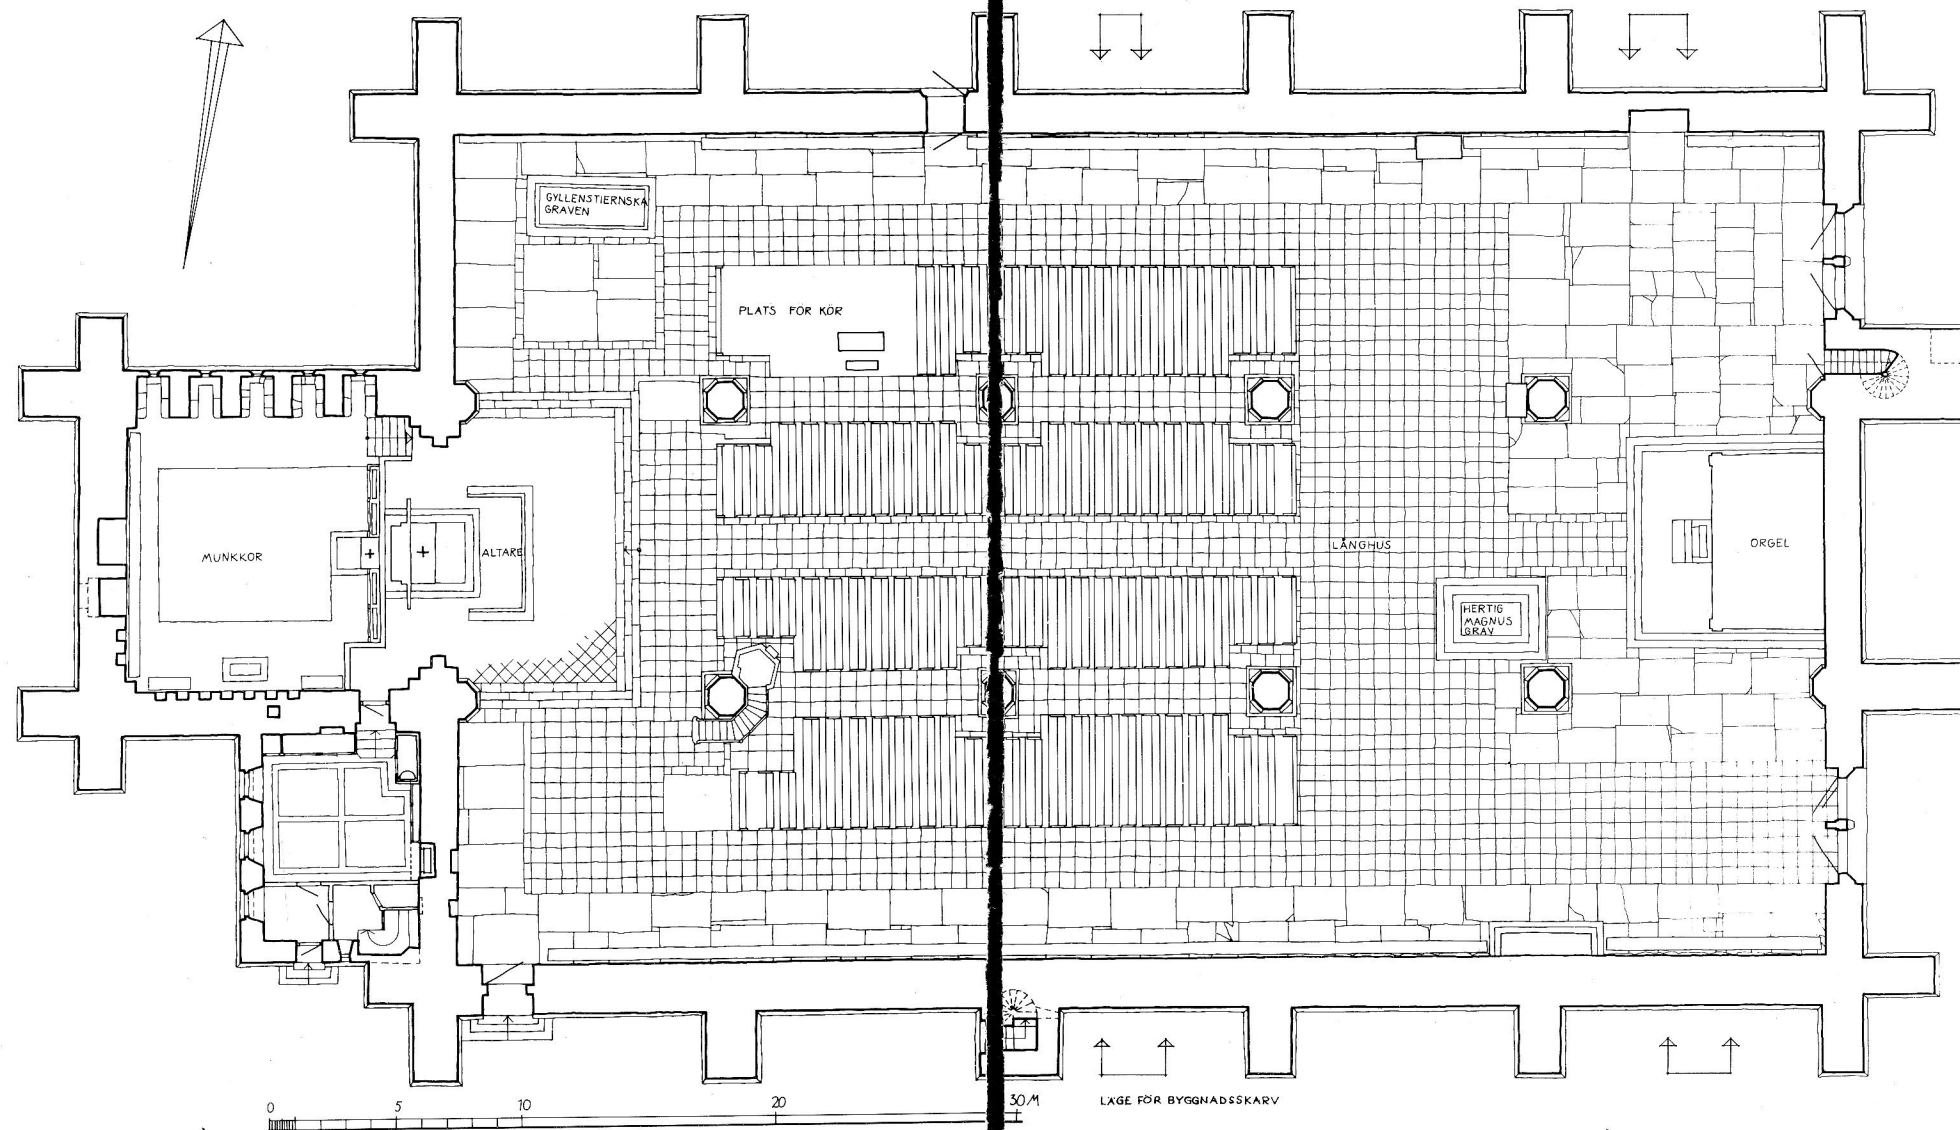 GYLLENSTIERNSKA
GRAVEN
PLATS FÖR KÖR
MUNKKOR
ALTARE
LÅNGHUS
ORGEL
HERTIG
MAGNUS
GRAV
0 5 10 20 30 M
LÄGE FÖR BYGGNADSSKARV